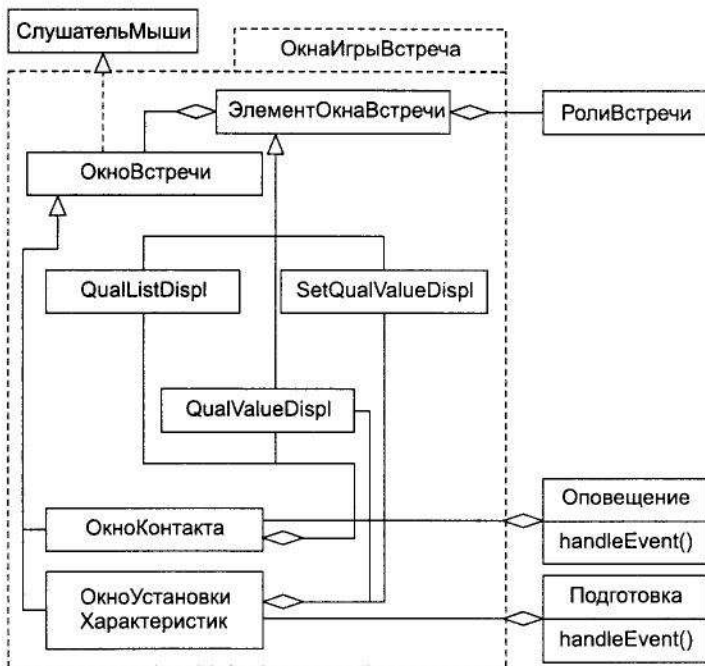 СлушательМыши
ОкнаИгрыВстреча
ЭлементОкнаВстречи
РолиВстречи
ОкноВстречи
QualListDispl
SetQualValueDispl
QualValueDispl
Оповещение
ОкноКонтакта
handleEvent()
ОкноУстановки
Характеристик
Подготовка
handleEvent()